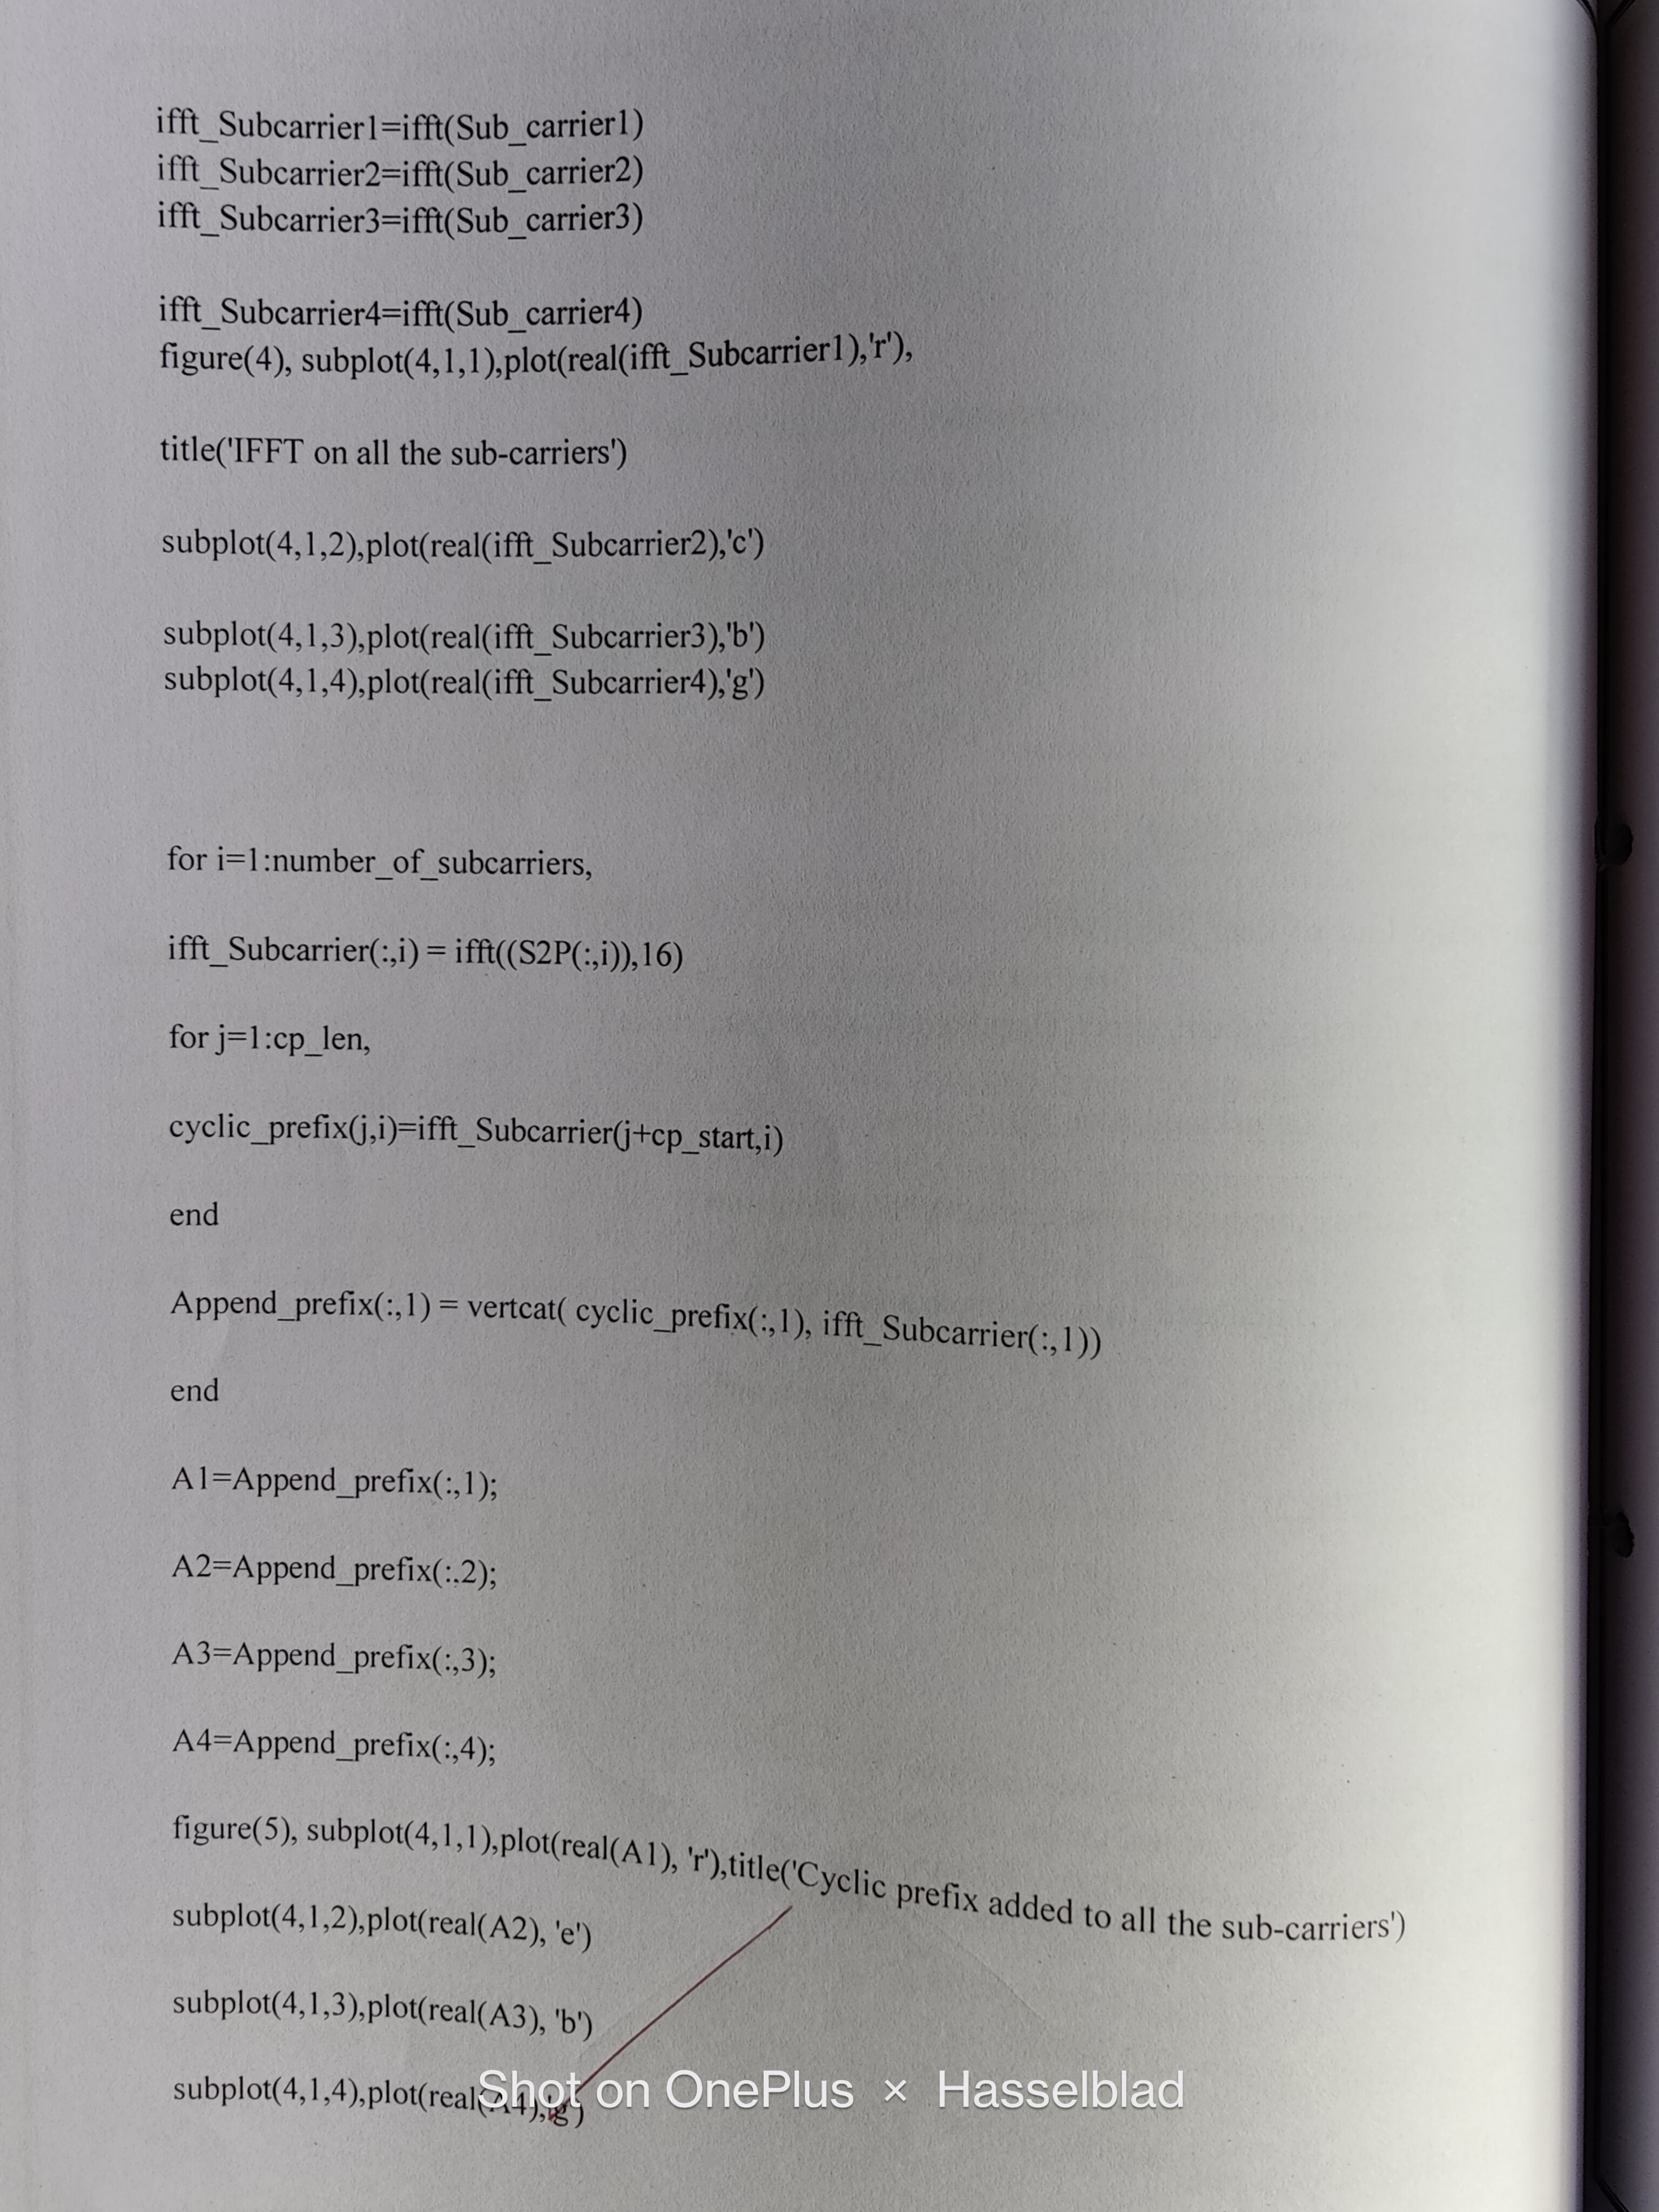 ifft_Subcarrier1=ifft(Sub_carrier1)
ifft_Subcarrier2=ifft(Sub_carrier2)
ifft_Subcarrier3=ifft(Sub_carrier3)
ifft_Subcarrier4=ifft(Sub_carrier4)
figure(4), subplot(4,1,1),plot(real(ifft_Subcarrier1),'r'),
title('IFFT on all the sub-carriers')
subplot(4,1,2),plot(real(ifft_Subcarrier2),'c')
subplot(4,1,3),plot(real(ifft_Subcarrier3),'b')
subplot(4,1,4),plot(real(ifft_Subcarrier4),'g')
for i=1:number_of_subcarriers,
ifft_Subcarrier(:,i) = ifft((S2P(:,i)),16)
for j=1:cp_len,
cyclic_prefix(j,i)=ifft_Subcarrier(j+cp_start,i)
end
Append_prefix(:,1) = vertcat( cyclic_prefix(:,1), ifft_Subcarrier(:,1))
end
A1=Append_prefix(:,1);
A2=Append_prefix(:.2);
A3=Append_prefix(:,3);
A4=Append_prefix(:,4);
figure(5), subplot(4,1,1),plot(real(A1), 'r'),title('Cyclic prefix added to all the sub-carriers')
subplot(4,1,2),plot(real(A2), 'e')
subplot(4,1,3),plot(real(A3), 'b')
subplot(4,1,4),plot(real(A4),'g')
Shot on OnePlus × Hasselblad